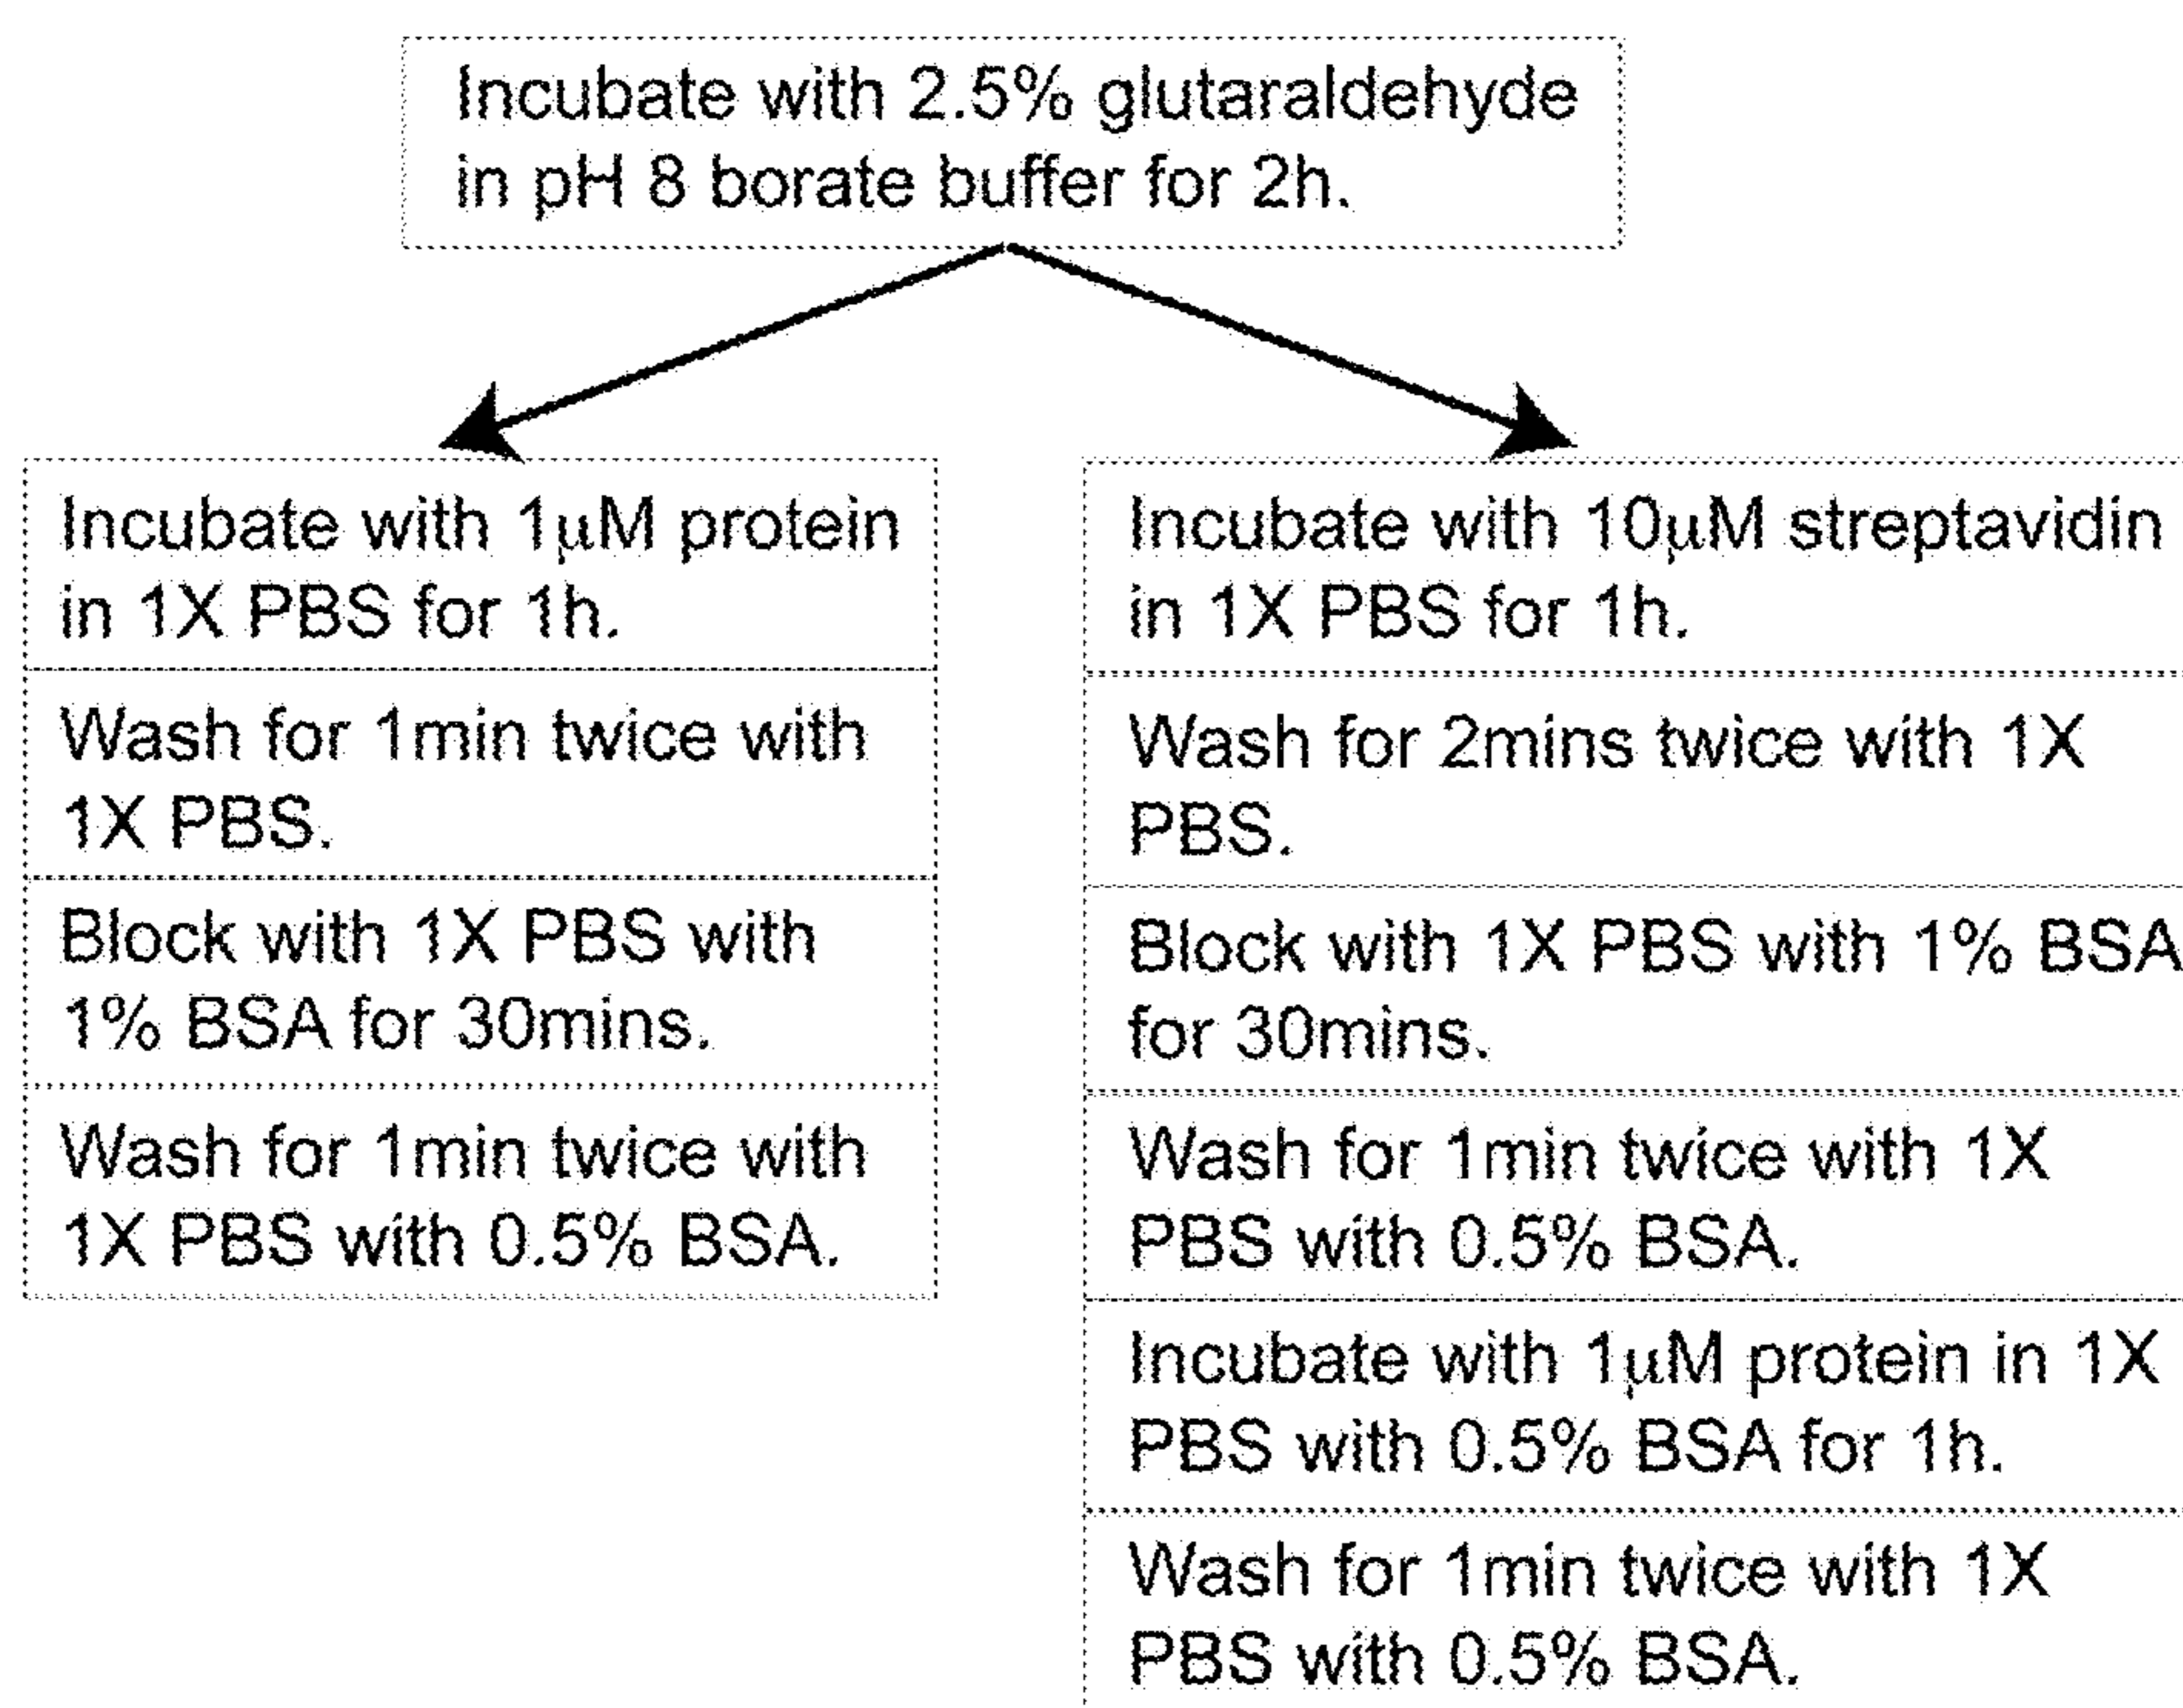 Incubate with 2.5% glutaraldehyde
in pH 8 borate buffer for 2h.
Incubate with 1µM protein
in 1X PBS for 1h.
Wash for 1min twice with
1X PBS.
Block with 1X PBS with
1% BSA for 30mins.
Wash for 1min twice with
1X PBS with 0.5% BSA.
Incubate with 10µM streptavidin
in 1X PBS for 1h.
Wash for 2mins twice with 1X
PBS.
Block with 1X PBS with 1% BSA
for 30mins.
Wash for 1min twice with 1X
PBS with 0.5% BSA.
Incubate with 1µM protein in 1X
PBS with 0.5% BSA for 1h.
Wash for 1min twice with 1X
PBS with 0.5% BSA.